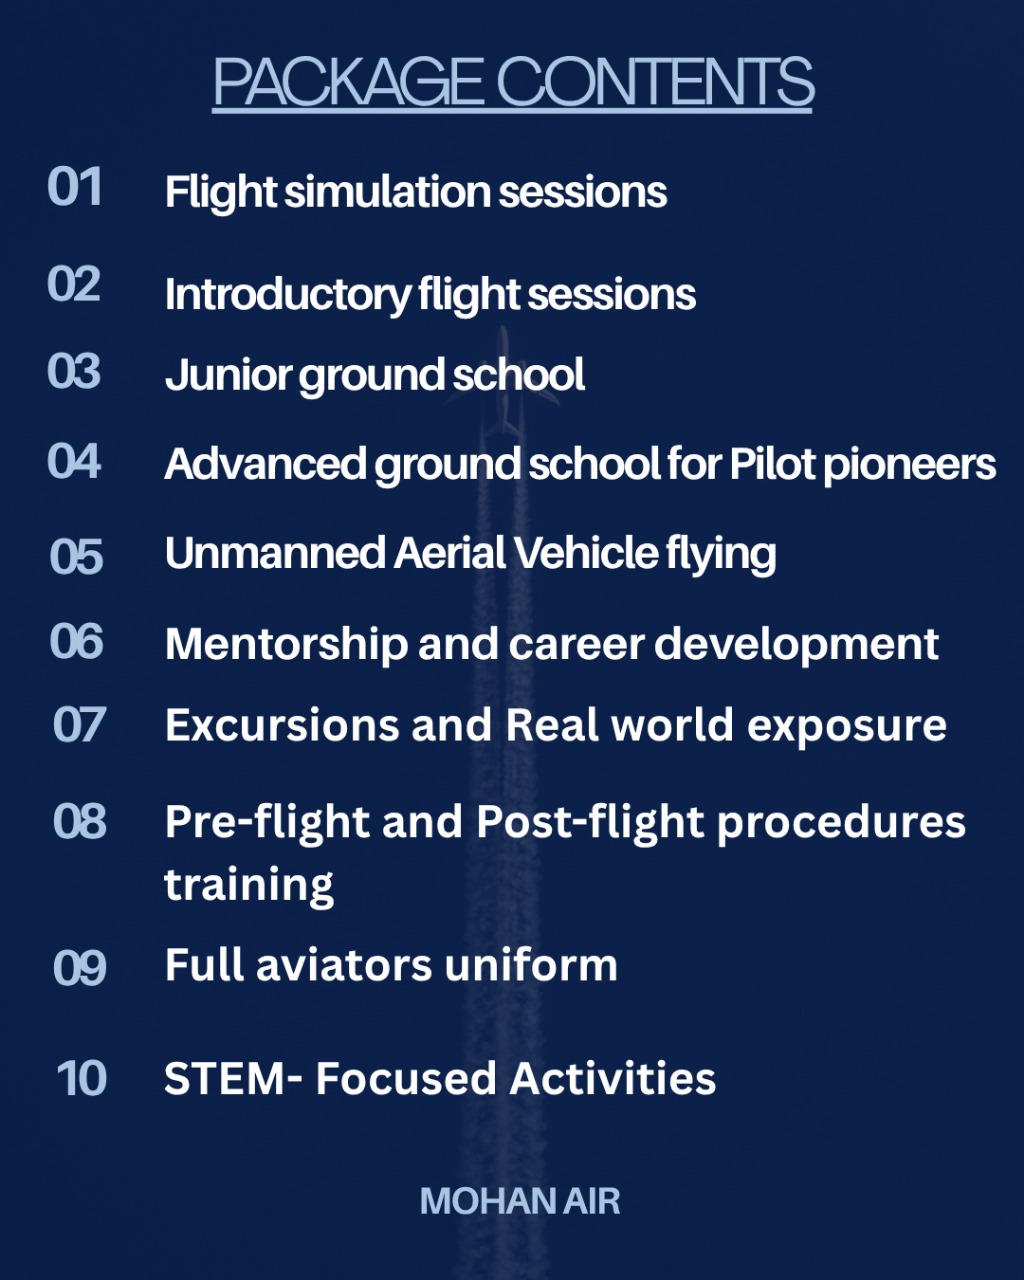 PACKAGE CONTENTS
01 Flight simulation sessions
02 Introductory flight sessions
03 Junior ground school
04 Advanced ground school for Pilot pioneers
05 Unmanned Aerial Vehicle flying
06 Mentorship and career development
07 Excursions and Real world exposure
08 Pre-flight and Post-flight procedures
training
09 Full aviators uniform
10 STEM- Focused Activities
MOHAN AIR